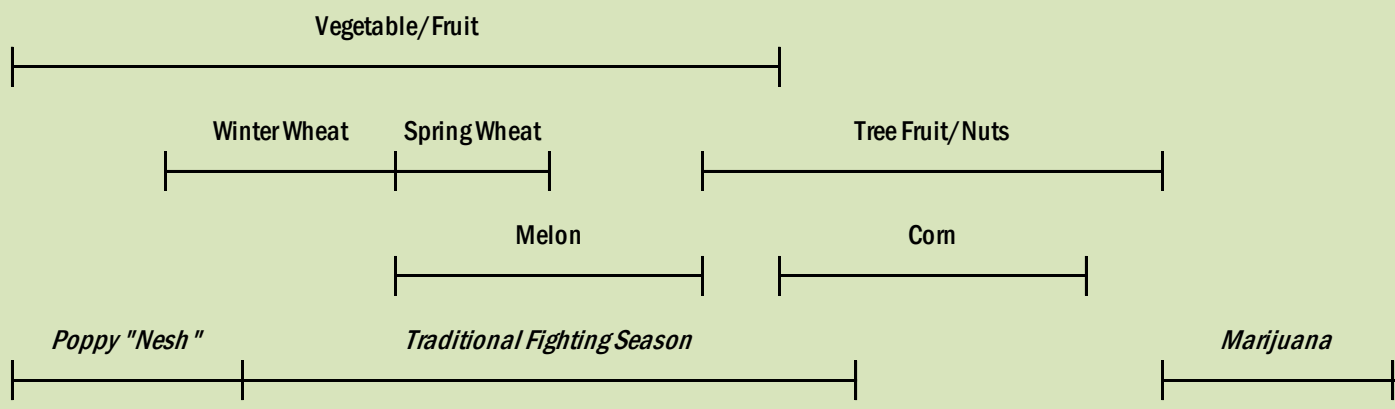 Vegetable/Fruit
Winter Wheat Spring Wheat Tree Fruit/Nuts
Melon Corn
Poppy "Nesh" Traditional Fighting Season Marijuana